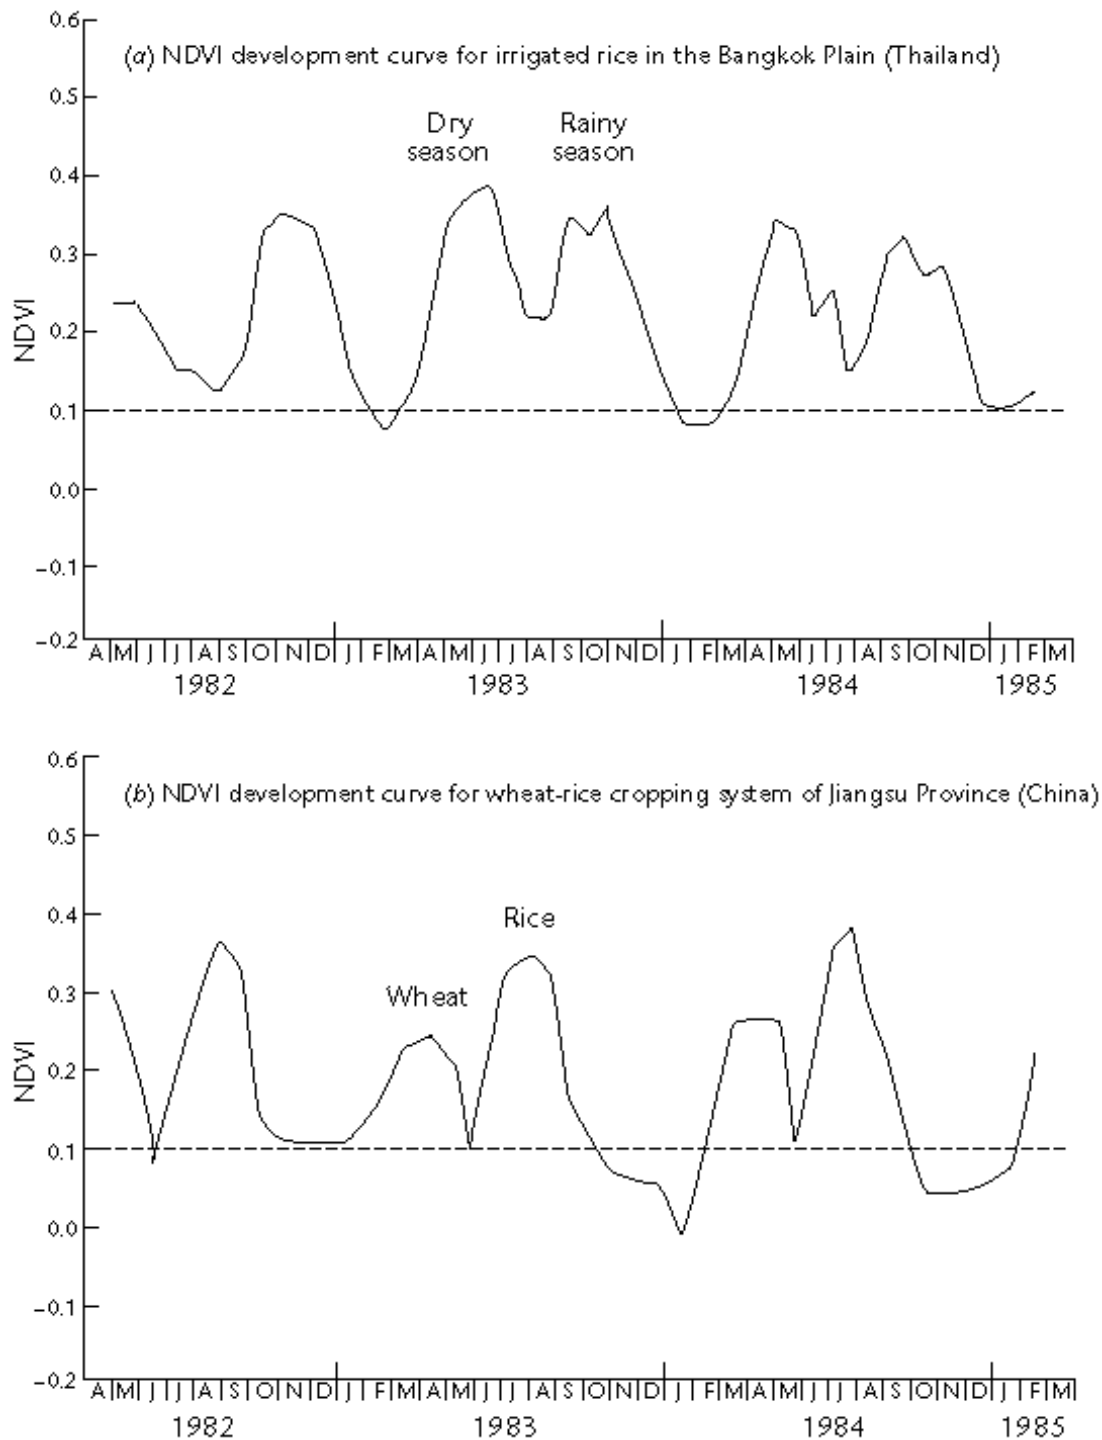 0.6
(a) NDVI development curve for irrigated rice in the Bangkok Plain (Thailand)
0.5
Dry Rainy
season season
0.4
0.3
NDVI
0.2
0.1
0.0
−0.1
−0.2
A M J J A S O N D J F M A M J J A S O N D J F M A M J J A S O N D J F M
1982 1983 1984 1985
0.6
(b) NDVI development curve for wheat-rice cropping system of Jiangsu Province (China)
0.5
0.4
Rice
Wheat
0.3
NDVI
0.2
0.1
0.0
−0.1
−0.2
A M J J A S O N D J F M A M J J A S O N D J F M A M J J A S O N D J F M
1982 1983 1984 1985